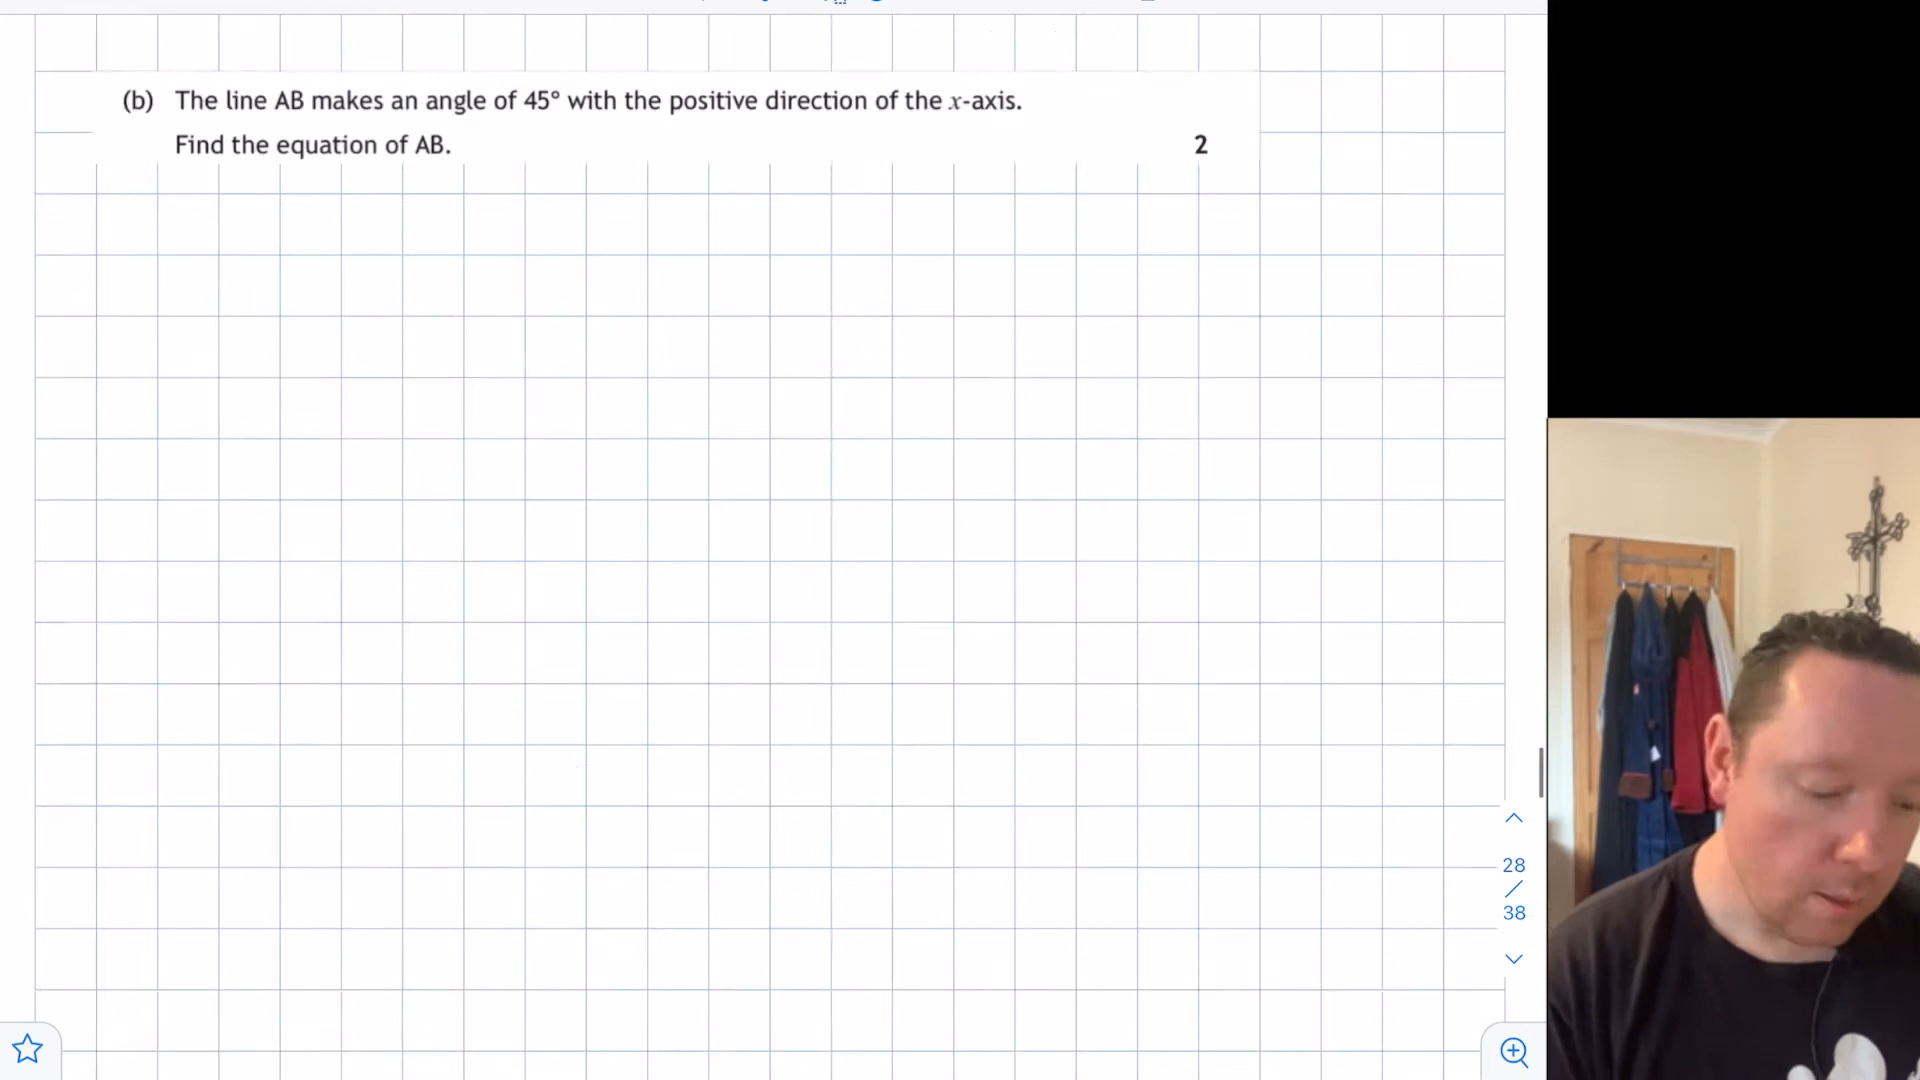 (b) The line AB makes an angle of 45° with the positive direction of the x-axis.
Find the equation of AB. 2
28
/
38